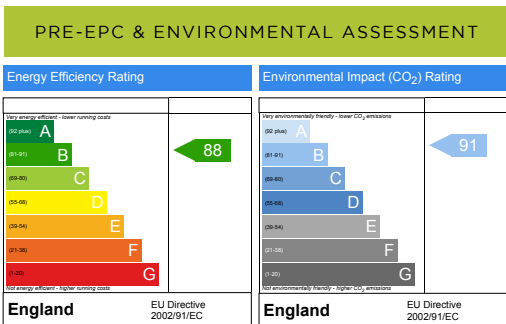 PRE-EPC & ENVIRONMENTAL ASSESSMENT
Energy Efficiency Rating
Very energy efficient - lower running costs
(92 plus) A
(81-91) B
88
(69-80) C
(55-68) D
(39-54) E
(21-38) F
(1-20) G
Not energy efficient - higher running costs
England
EU Directive
2002/91/EC
Environmental Impact (CO₂) Rating
Very environmentally friendly - lower CO₂ emissions
(92 plus) A
(81-91) B
91
(69-80) C
(55-68) D
(39-54) E
(21-38) F
(1-20) G
Not environmentally friendly - higher CO₂ emissions
England
EU Directive
2002/91/EC